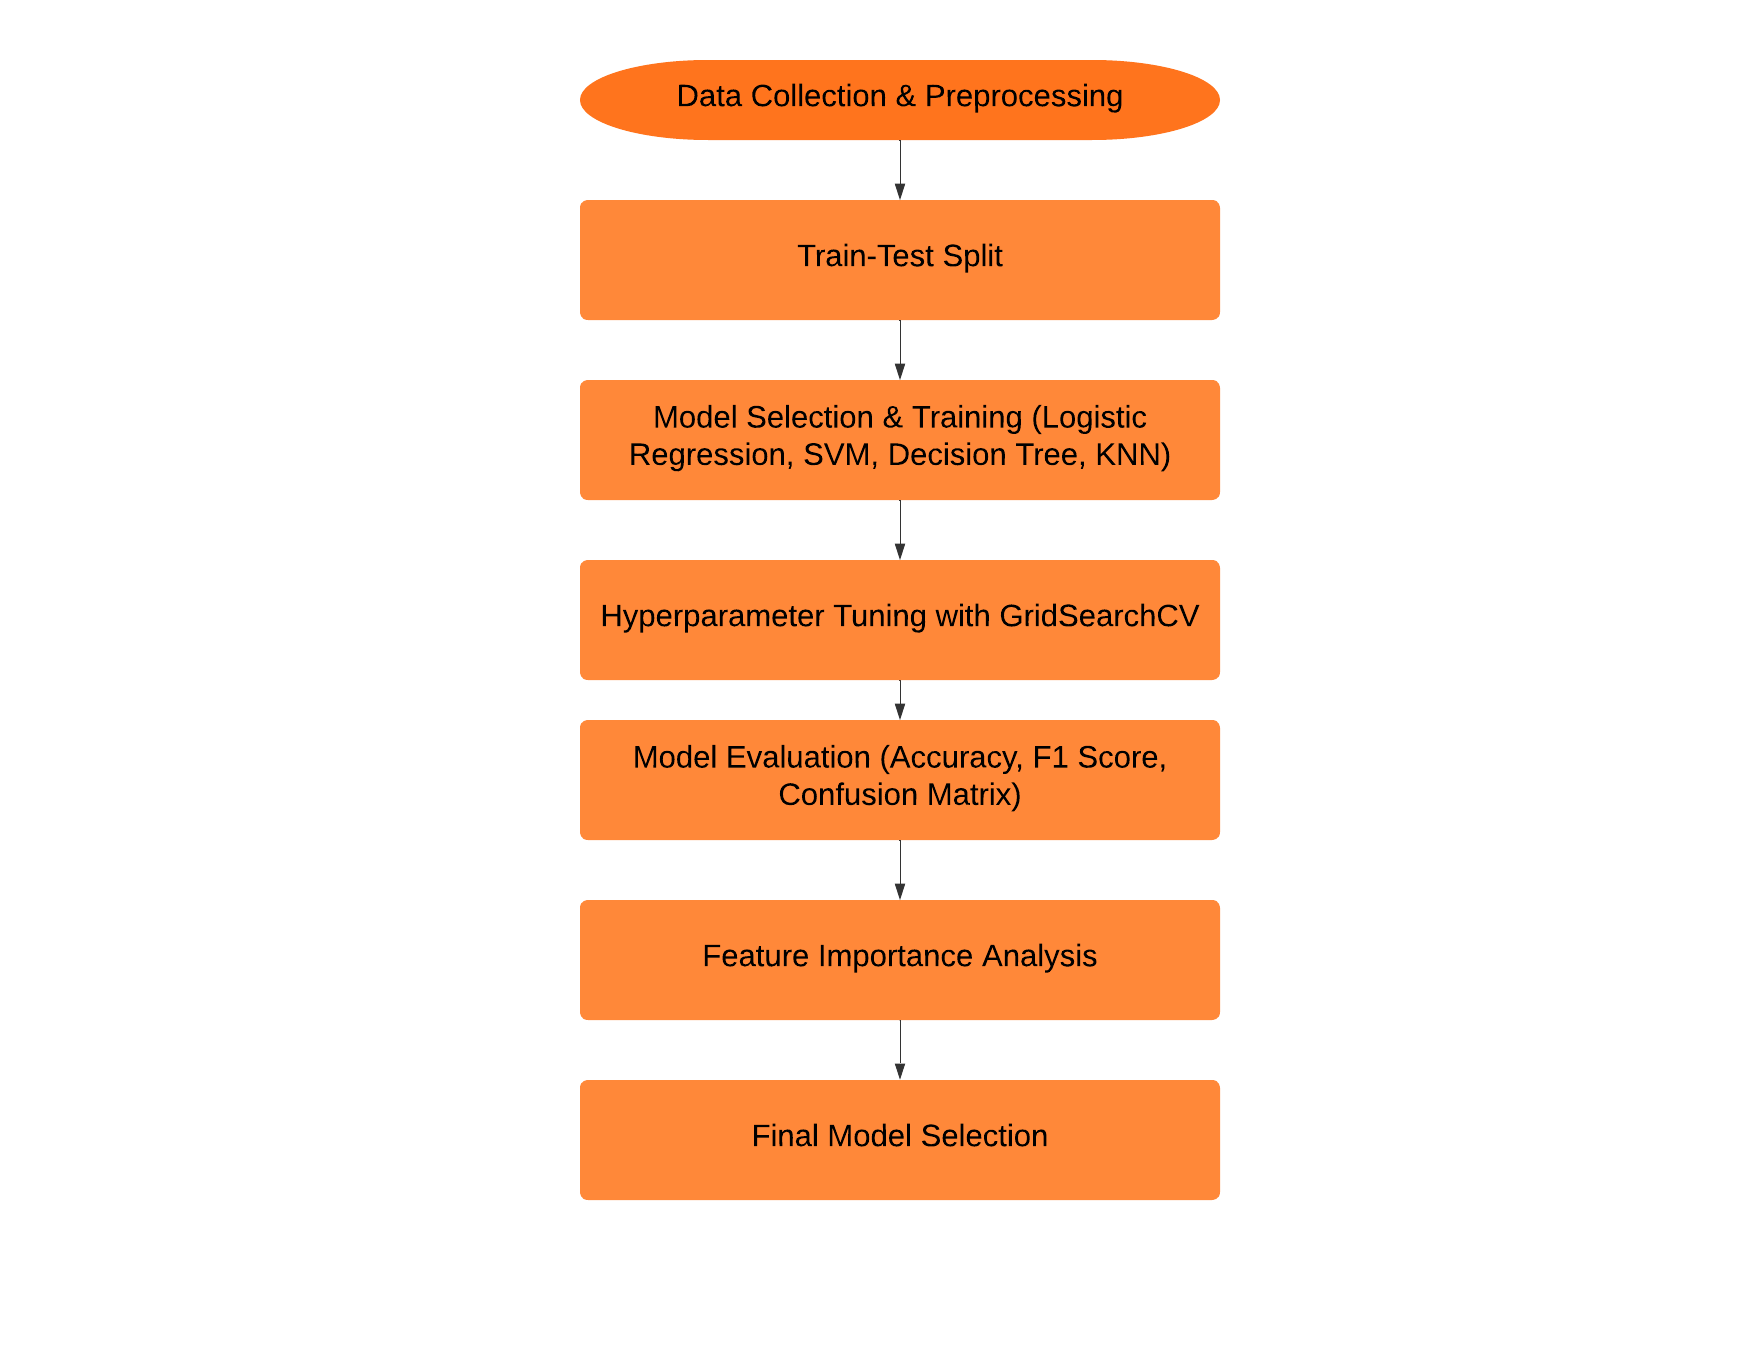 Data Collection & Preprocessing
Train-Test Split
Model Selection & Training (Logistic
Regression, SVM, Decision Tree, KNN)
Hyperparameter Tuning with GridSearchCV
Model Evaluation (Accuracy, F1 Score,
Confusion Matrix)
Feature Importance Analysis
Final Model Selection